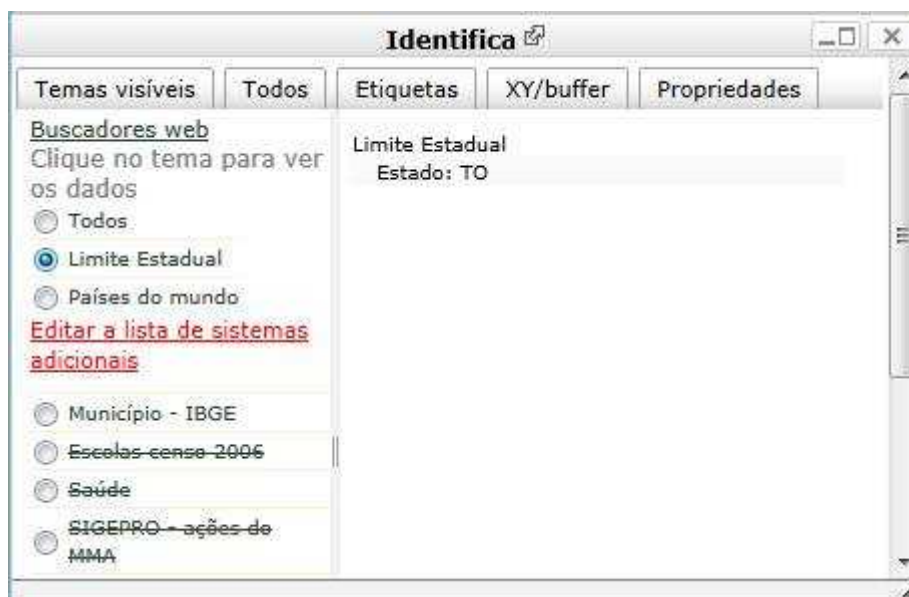 Identifica
Temas visíveis
Todos
Etiquetas
XY/buffer
Propriedades
Buscadores web
Clique no tema para ver
os dados
Todos
Limite Estadual
Países do mundo
Editar a lista de sistemas
adicionais
Município - IBGE
Escolas censo 2006
Saúde
SIGEPRO - ações do
MMA
Limite Estadual
Estado: TO